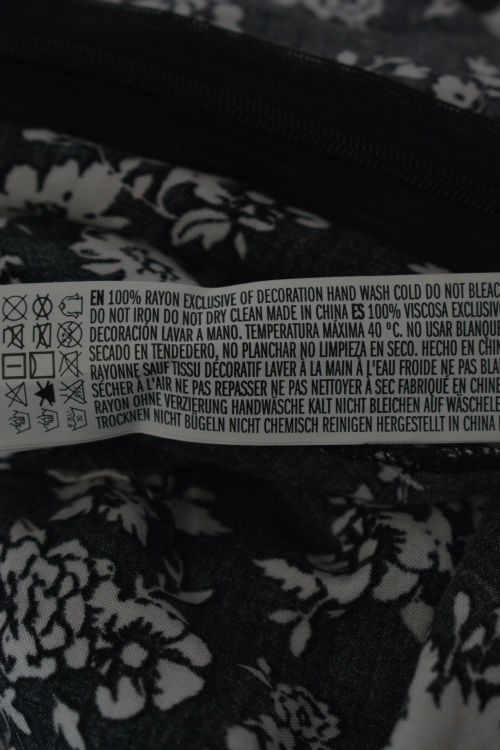 EN 100% RAYON EXCLUSIVE OF DECORATION HAND WASH COLD DO NOT BLEAC
DO NOT IRON DO NOT DRY CLEAN MADE IN CHINA ES 100% VISCOSA EXCLUSIV
DECORACIÓN LAVAR A MANO. TEMPERATURA MÁXIMA 40 ºC. NO USAR BLANQU
SECADO EN TENDEDERO, NO PLANCHAR NO LIMPIEZA EN SECO. HECHO EN CHIN
RAYONNE SAUF TISSU DÉCORATIF LAVER À LA MAIN À L'EAU FROIDE NE PAS BLA
SÉCHER À L'AIR NE PAS REPASSER NE PAS NETTOYER À SEC FABRIQUÉ EN CHINE
RAYON OHNE VERZIERUNG HANDWÄSCHE KALT NICHT BLEICHEN AUF WÄSCHELE
TROCKNEN NICHT BÜGELN NICHT CHEMISCH REINIGEN HERGESTELLT IN CHINA